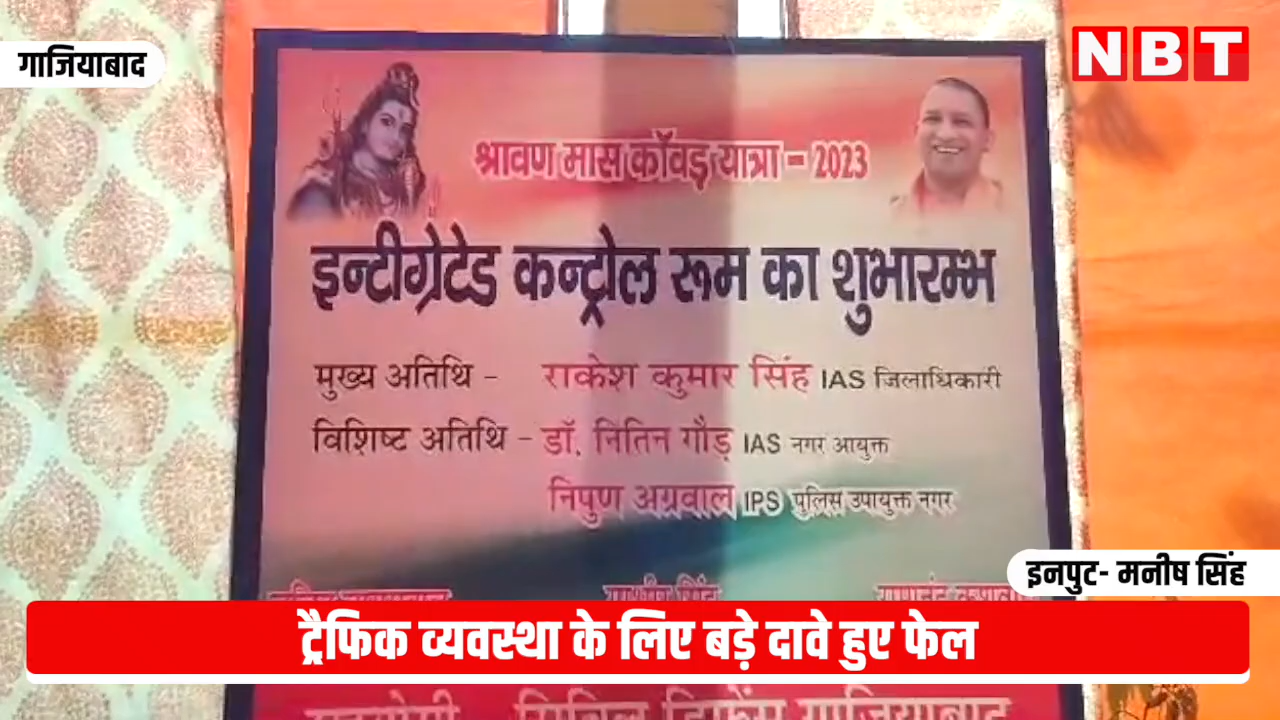 गाजियाबाद
NBT
श्रावण मास काँवड़ यात्रा - 2023
इन्टीग्रेटेड कन्ट्रोल रूम का शुभारम्भ
मुख्य अतिथि - राकेश कुमार सिंह IAS जिलाधिकारी
विशिष्ट अतिथि - डॉ. नितिन गौड़ IAS नगर आयुक्त
निपुण अग्रवाल IPS पुलिस उपायुक्त नगर
इनपुट- मनीष सिंह
ट्रैफिक व्यवस्था के लिए बड़े दावे हुए फेल
सिविल डिफेंस गाजियाबाद